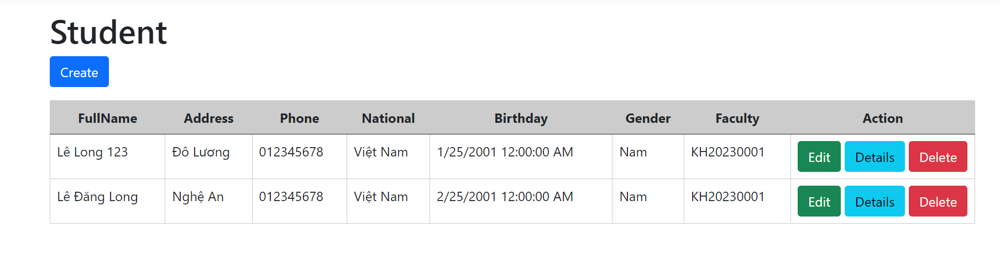 Student
Create
FullName Address Phone National Birthday Gender Faculty Action
Lê Long 123 Đô Lương 012345678 Việt Nam 1/25/2001 12:00:00 AM Nam KH20230001 Edit Details Delete
Lê Đăng Long Nghệ An 012345678 Việt Nam 2/25/2001 12:00:00 AM Nam KH20230001 Edit Details Delete